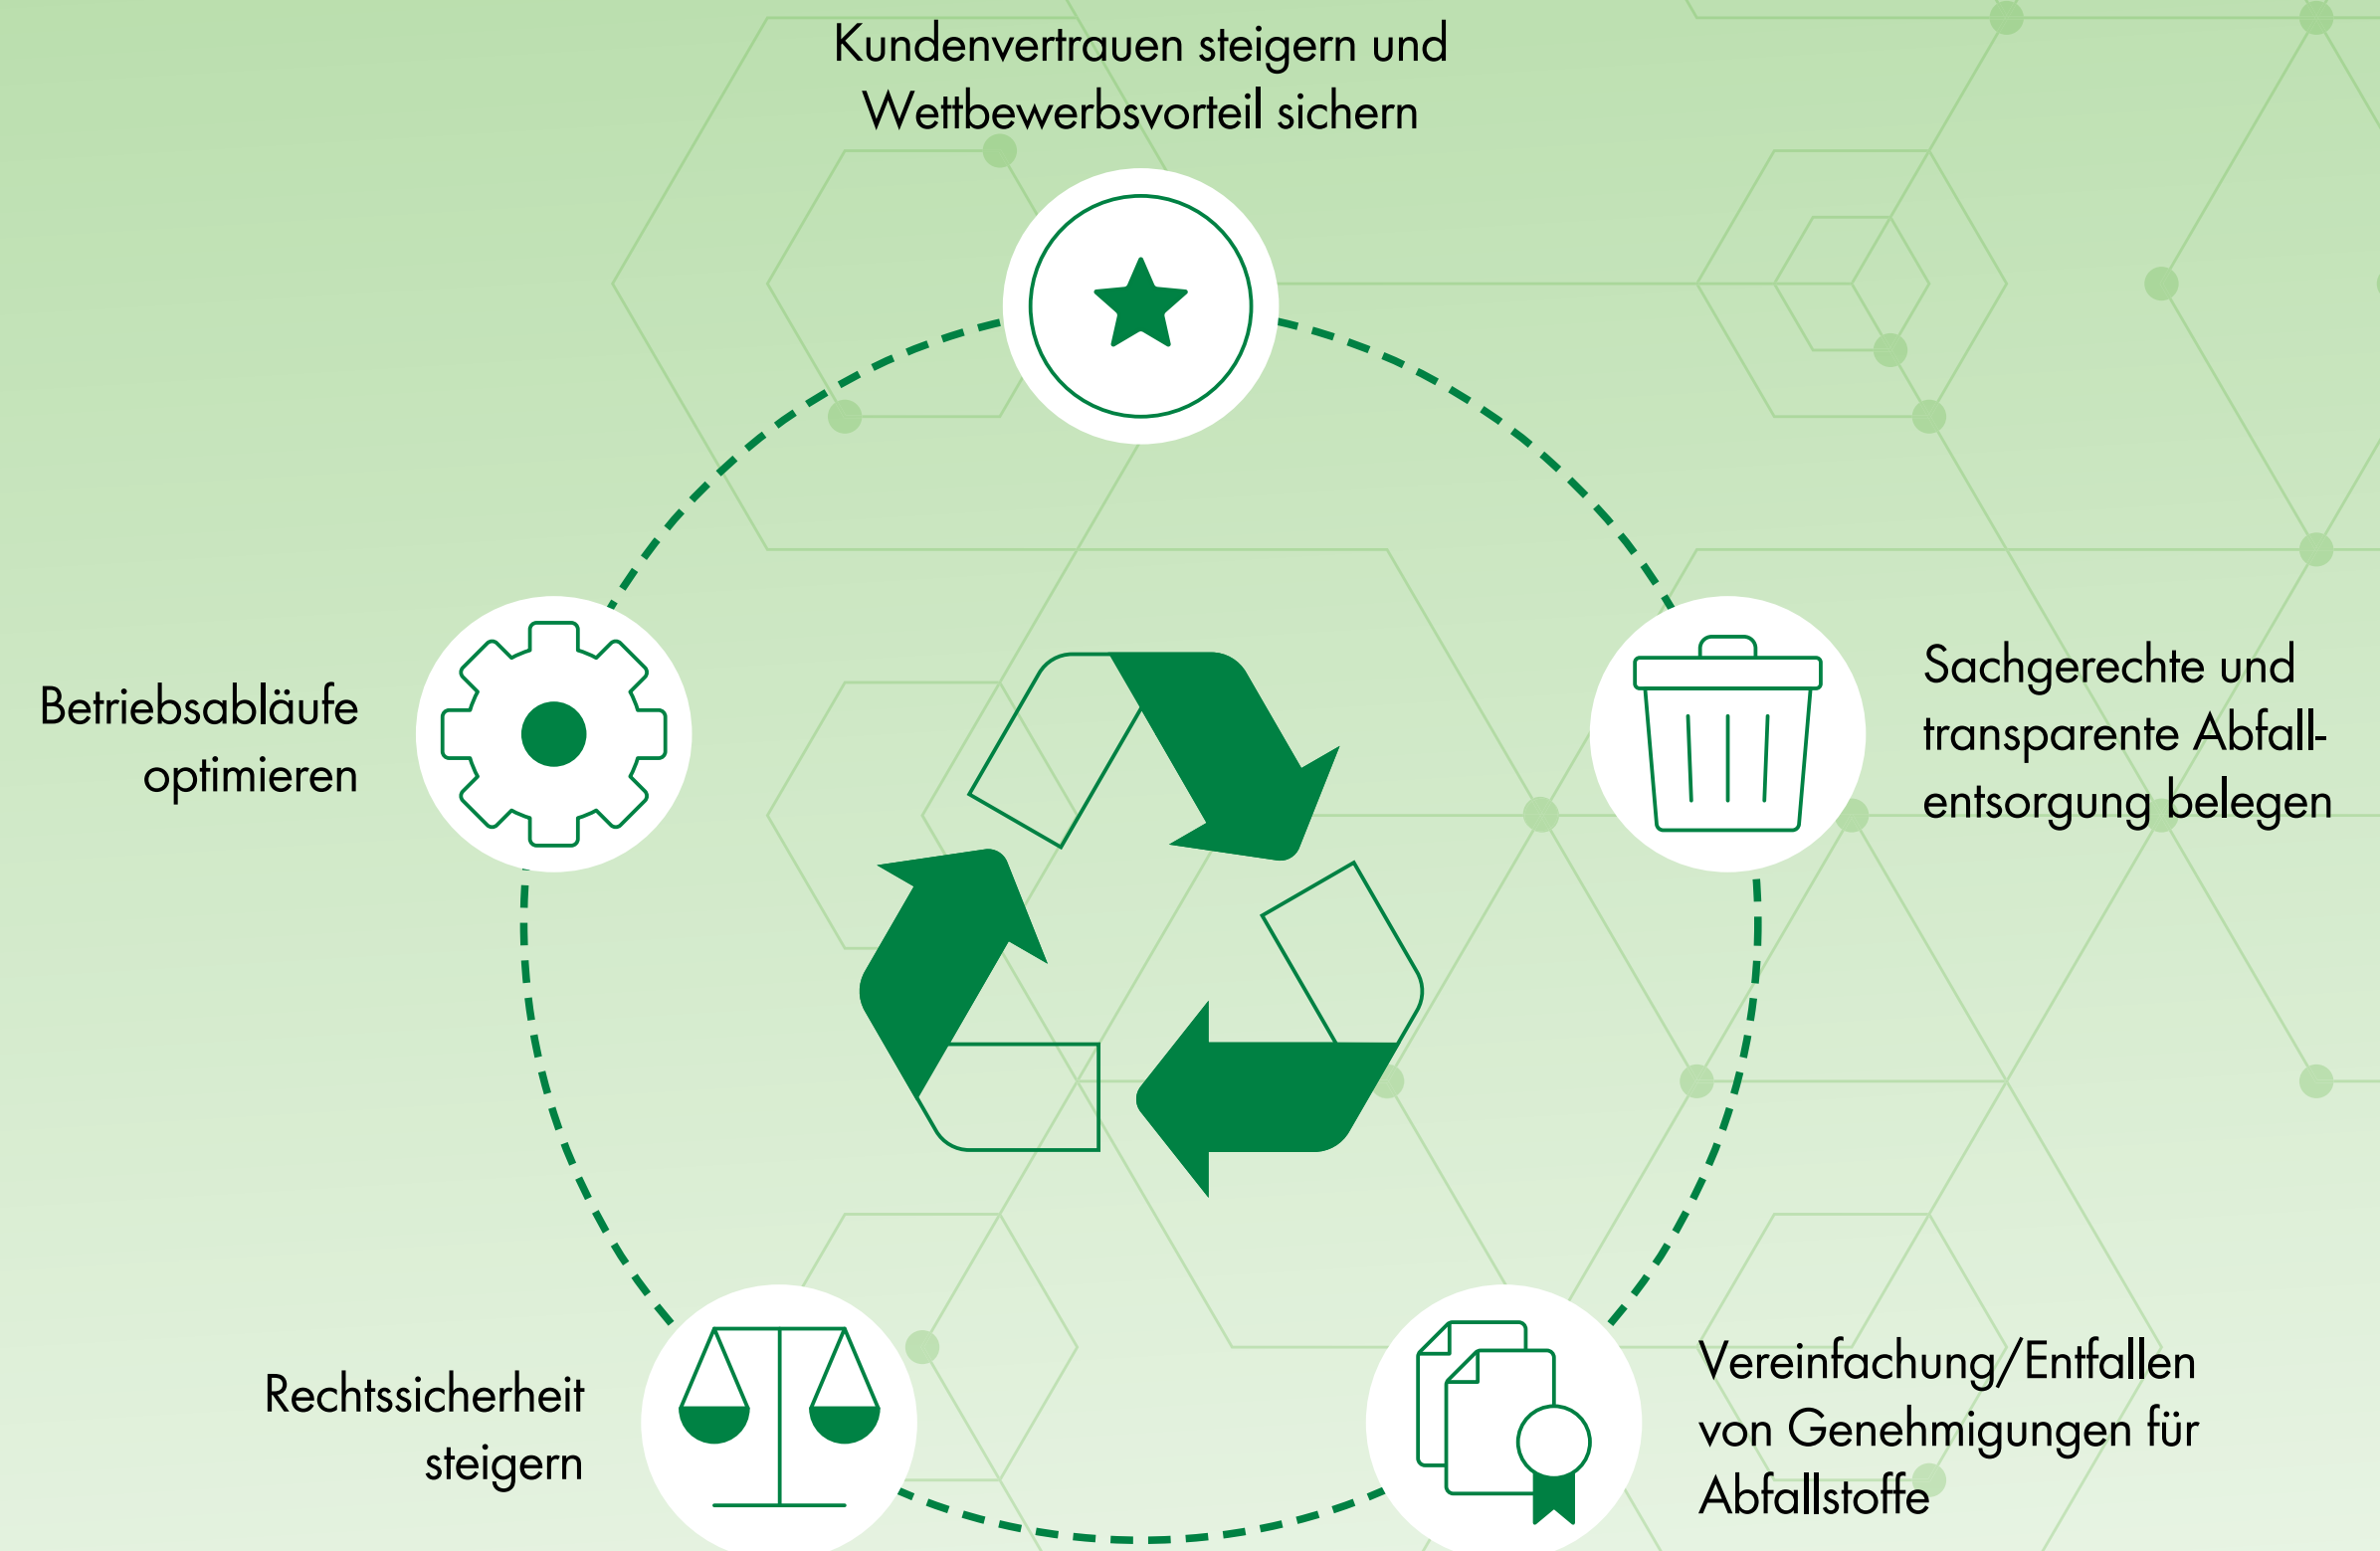 Kundenvertrauen steigern und
Wettbewerbsvorteil sichern
Sachgerechte und
transparente Abfall-
entsorgung belegen
Betriebsabläufe
optimieren
Vereinfachung/Entfallen
von Genehmigungen für
Abfallstoffe
Rechtssicherheit
steigern